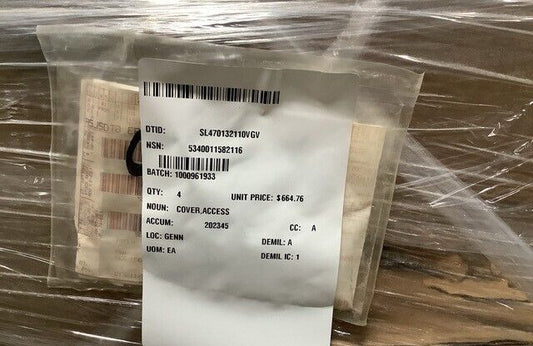 DTID: SL470132110VGV
NSN: 5340011582116
BATCH: 1000961933
QTY: 4 UNIT PRICE: $664.76
NOUN: COVER,ACCESS
ACCUM: 202345 CC: A
LOC: GENN DEMIL: A
UOM: EA DEMIL IC: 1